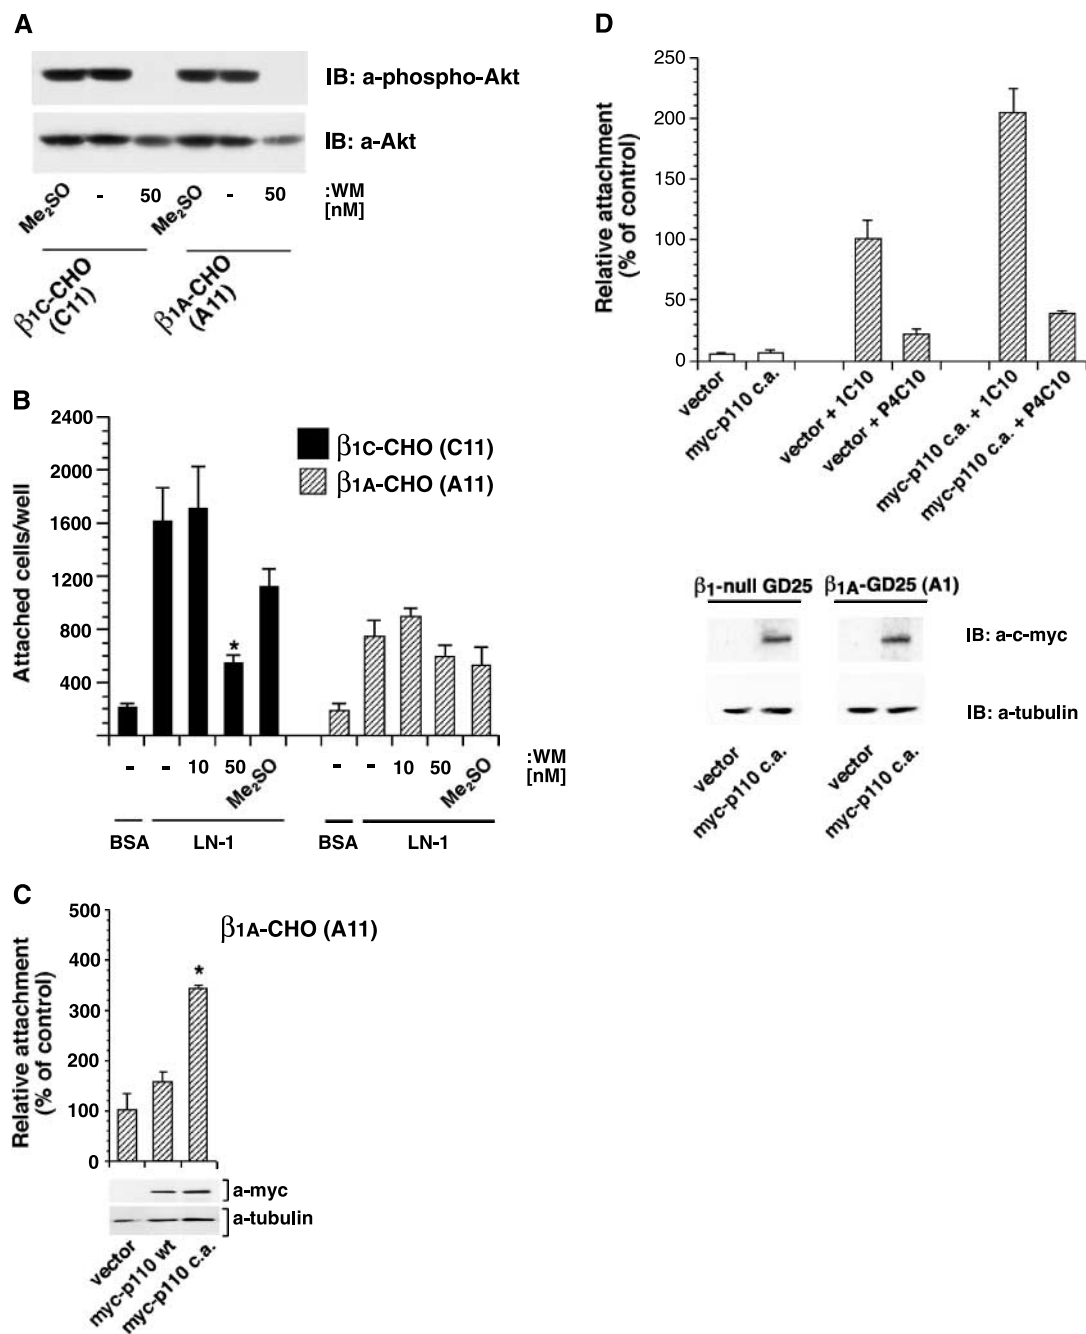 A
IB: a-phospho-Akt
IB: a-Akt
Me2SO - 50 Me2SO - 50 :WM [nM]
β1C-CHO (C11)
β1A-CHO (A11)
B
2400
2000
1600
1200
800
400
Attached cells/well
β1C-CHO (C11)
β1A-CHO (A11)
*
- - 10 50 Me2SO - - 10 50 Me2SO :WM [nM]
BSA LN-1 BSA LN-1
C
500
400
300
200
100
0
Relative attachment (% of control)
β1A-CHO (A11)
*
a-myc
a-tubulin
vector
myc-p110 wt
myc-p110 c.a.
D
250
200
150
100
50
0
Relative attachment (% of control)
vector
myc-p110 c.a.
vector + 1C10
vector + P4C10
myc-p110 c.a. + 1C10
myc-p110 c.a. + P4C10
β1-null GD25 β1A-GD25 (A1)
IB: a-c-myc
IB: a-tubulin
vector
myc-p110 c.a.
vector
myc-p110 c.a.